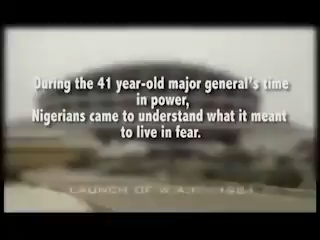 During the 41 year-old major general's time
in power,
Nigerians came to understand what it meant
to live in fear.
LAUNCH OF W.A.I - 1984